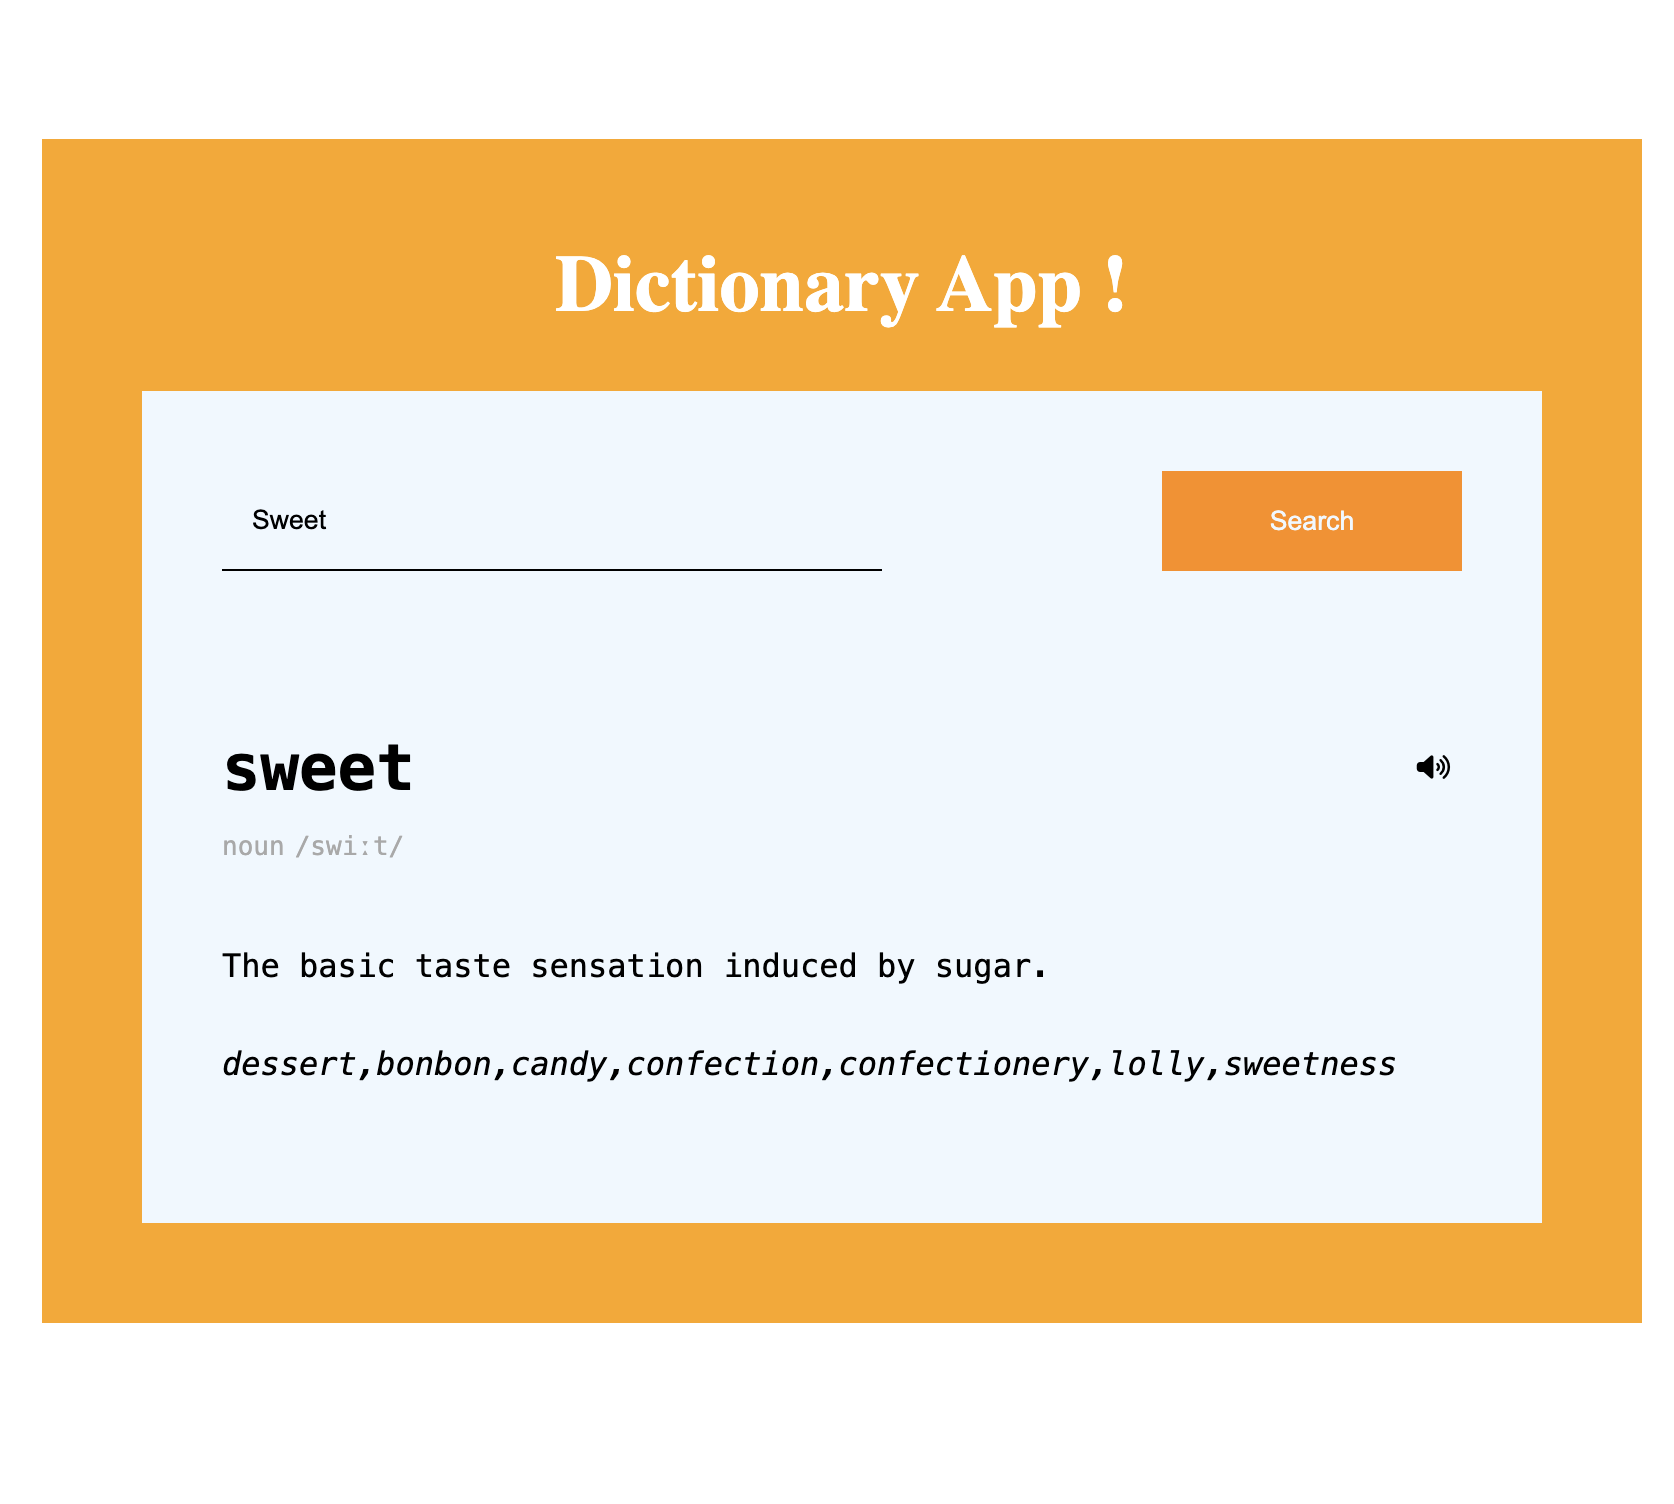 Dictionary App !
Sweet
Search
sweet
noun /swiːt/
The basic taste sensation induced by sugar.
dessert,bonbon,candy,confection,confectionery,lolly,sweetness